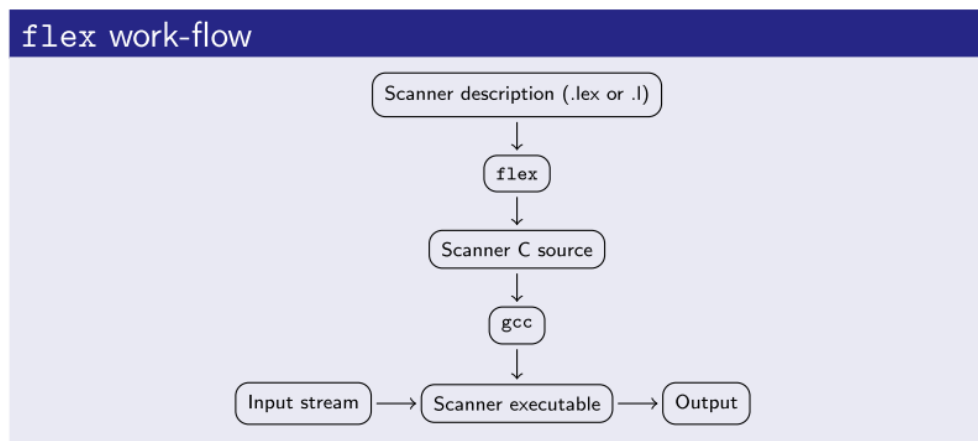 flex work-flow
Scanner description (.lex or .l)
flex
Scanner C source
gcc
Input stream
Scanner executable
Output